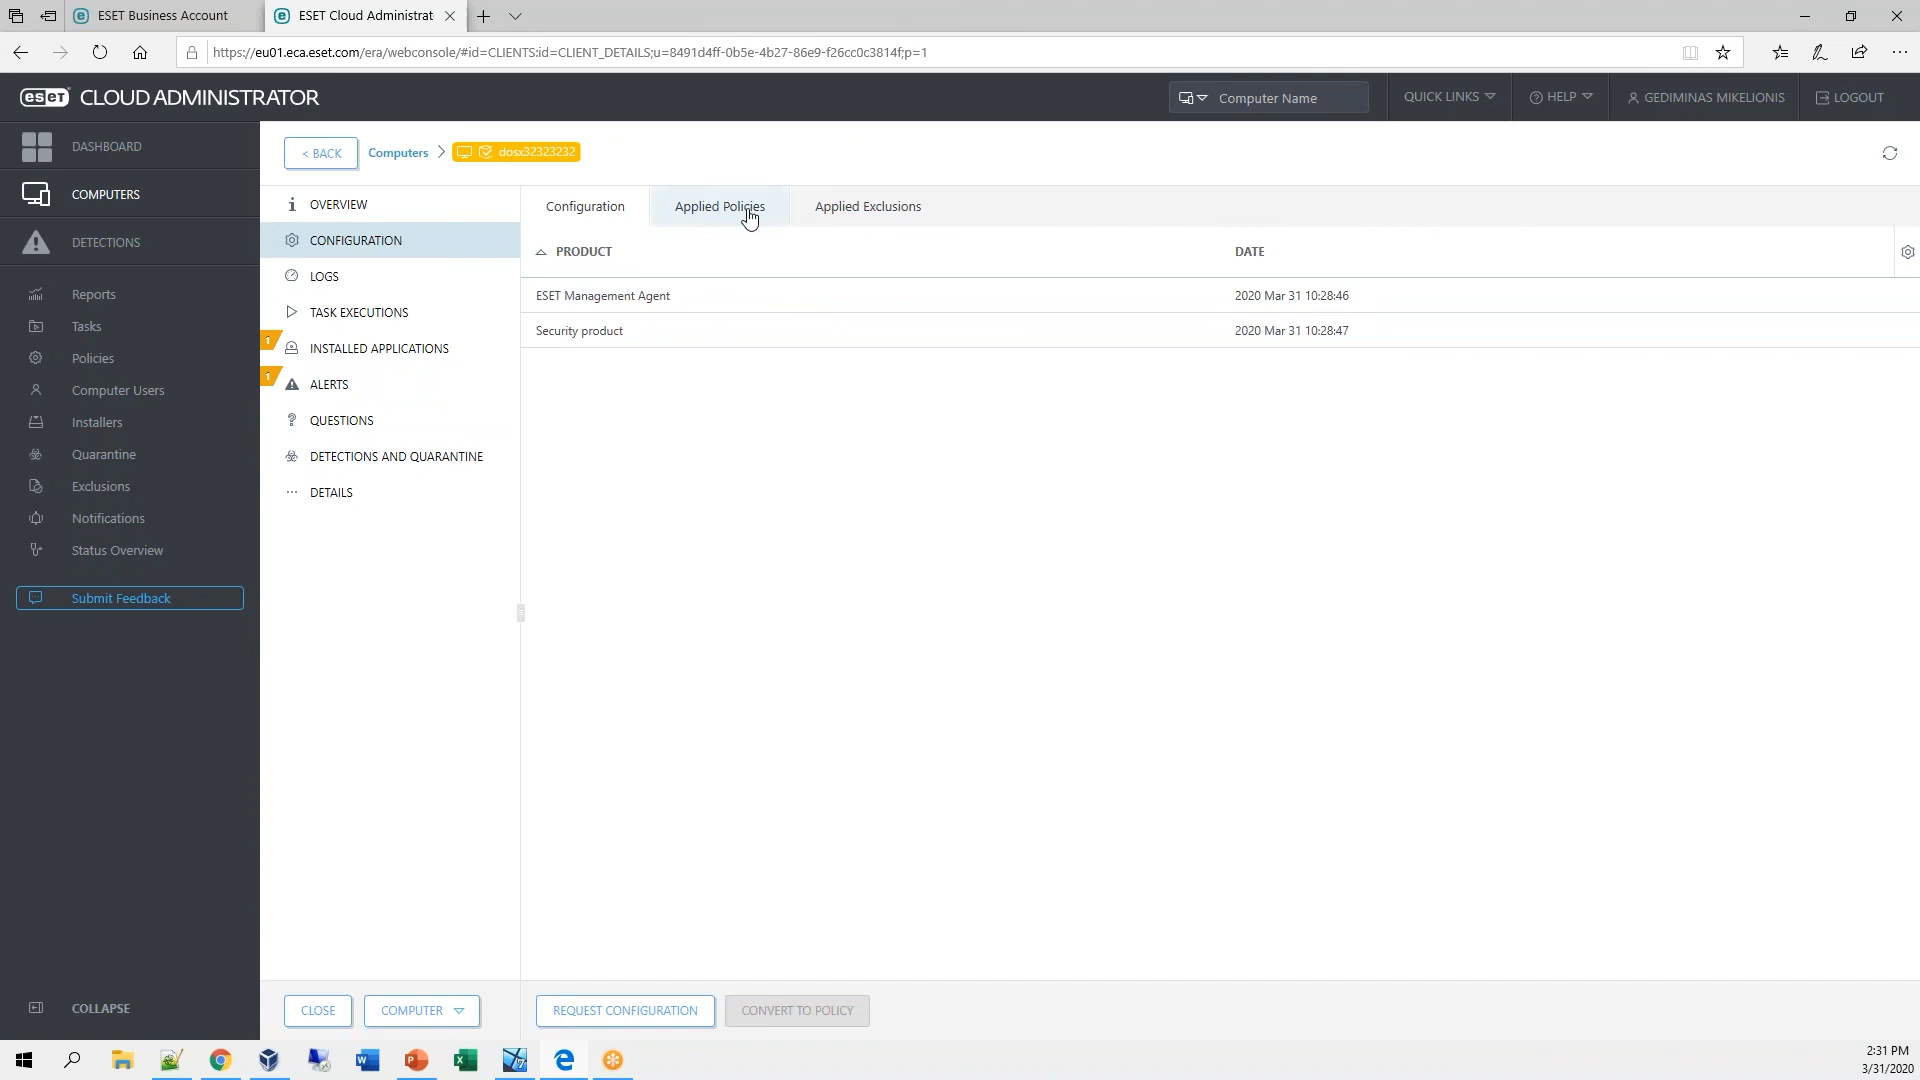 ESET Business Account
ESET Cloud Administrat
https://eu01.eca.eset.com/era/webconsole/#id=CLIENTS:id=CLIENT_DETAILS;u=8491d4ff-0b5e-4b27-86e9-f26cc0c3814f;p=1
eseT CLOUD ADMINISTRATOR
Computer Name
QUICK LINKS
HELP
GEDIMINAS MIKELIONIS
LOGOUT
DASHBOARD
COMPUTERS
DETECTIONS
Reports
Tasks
Policies
Computer Users
Installers
Quarantine
Exclusions
Notifications
Status Overview
Submit Feedback
COLLAPSE
< BACK
Computers
dosx32323232
OVERVIEW
CONFIGURATION
LOGS
TASK EXECUTIONS
1
INSTALLED APPLICATIONS
1
ALERTS
QUESTIONS
DETECTIONS AND QUARANTINE
DETAILS
Configuration
Applied Policies
Applied Exclusions
PRODUCT
DATE
ESET Management Agent
2020 Mar 31 10:28:46
Security product
2020 Mar 31 10:28:47
CLOSE
COMPUTER
REQUEST CONFIGURATION
CONVERT TO POLICY
2:31 PM
3/31/2020